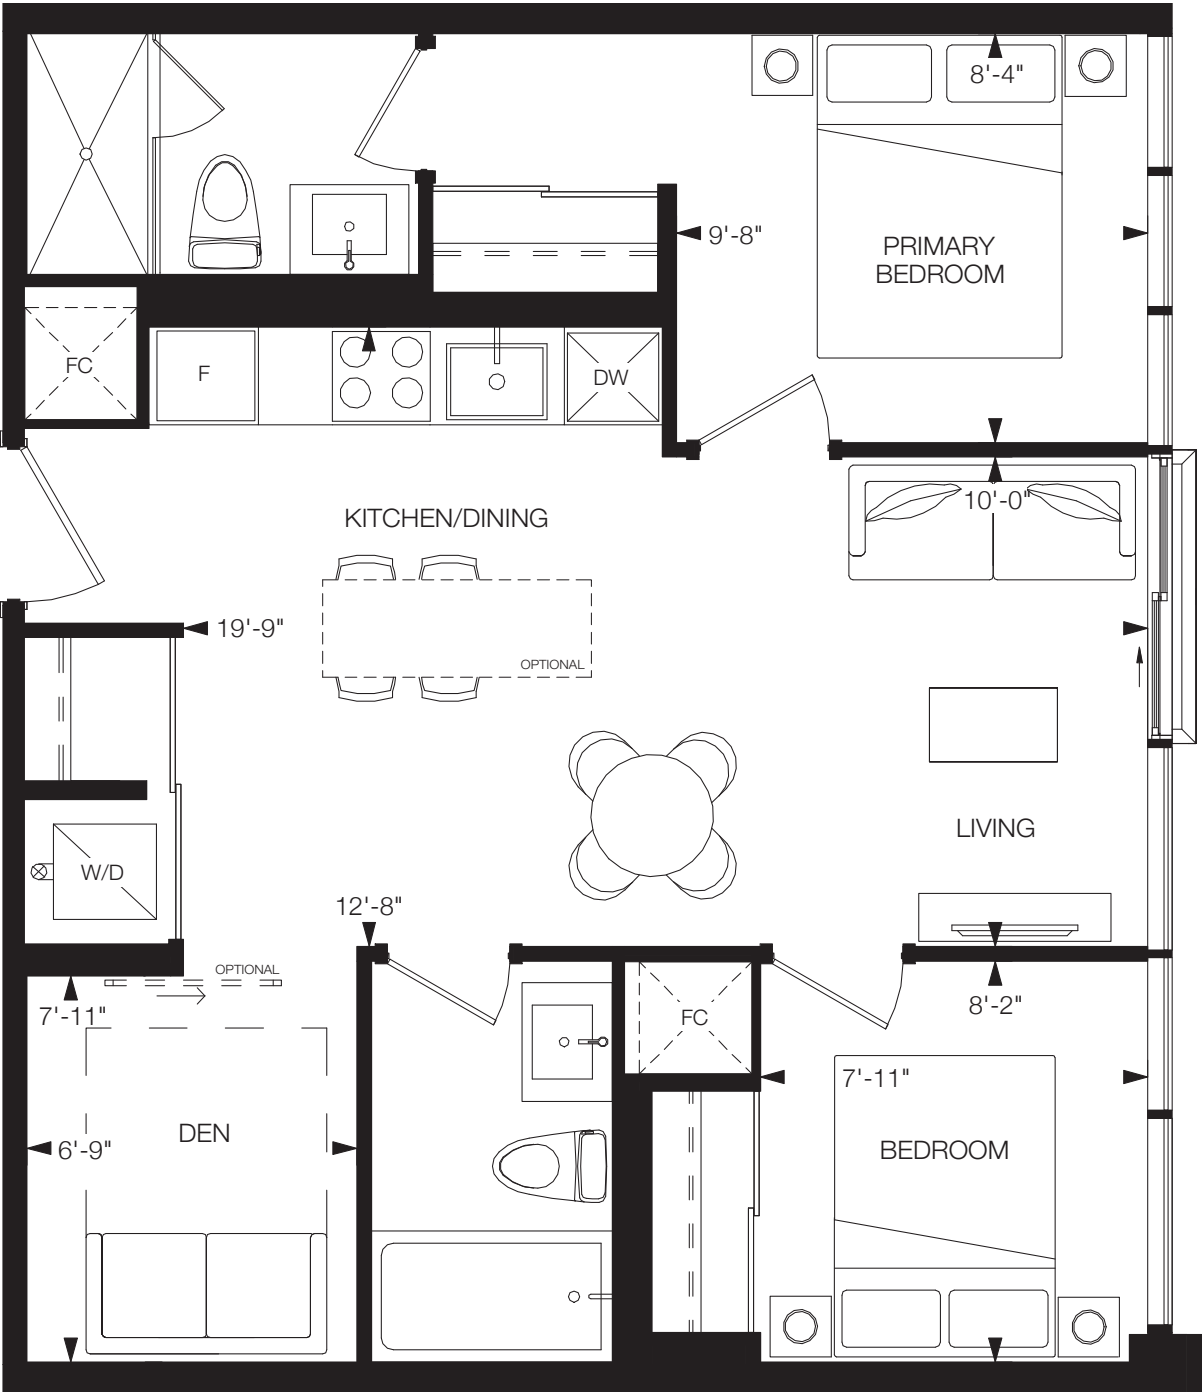 8'-4"
9'-8"
PRIMARY
BEDROOM
FC
F
DW
10'-0"
KITCHEN/DINING
19'-9"
OPTIONAL
LIVING
W/D
12'-8"
OPTIONAL
7'-11"
8'-2"
FC
7'-11"
DEN
6'-9"
BEDROOM